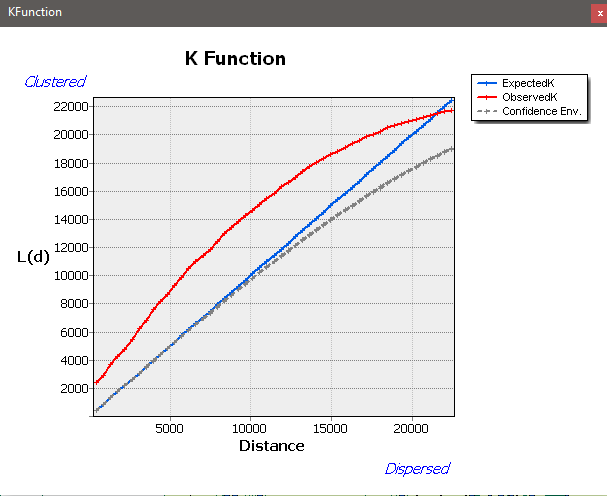 KFunction
x
K Function
Clustered
ExpectedK
ObservedK
Confidence Env.
22000
20000
18000
16000
14000
12000
L(d)
10000
8000
6000
4000
2000
5000 10000 15000 20000
Distance
Dispersed